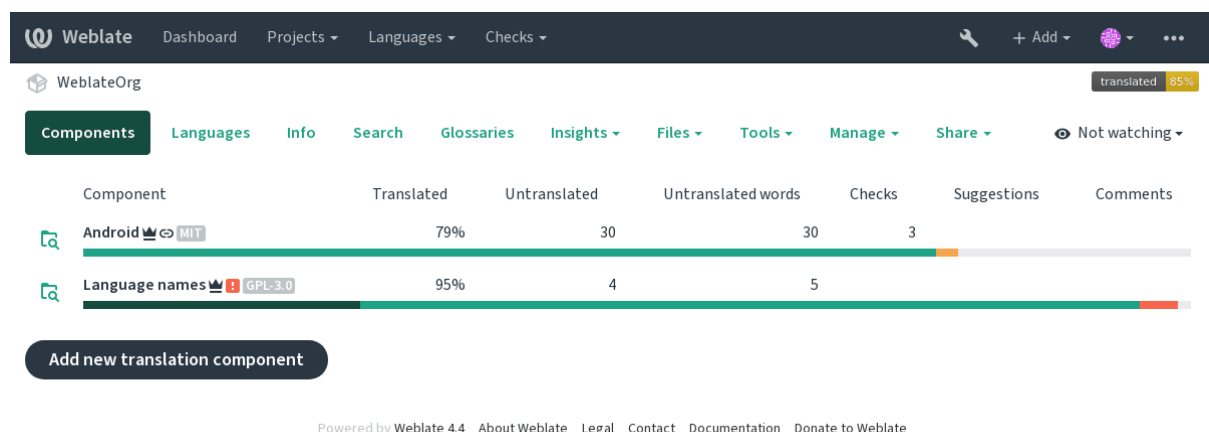 Weblate Dashboard Projects Languages Checks + Add
WeblateOrg translated 85%
Components Languages Info Search Glossaries Insights Files Tools Manage Share Not watching
Component Translated Untranslated Untranslated words Checks Suggestions Comments
Android MIT 79% 30 30 3
Language names GPL-3.0 95% 4 5
Add new translation component
Powered by Weblate 4.4 About Weblate Legal Contact Documentation Donate to Weblate